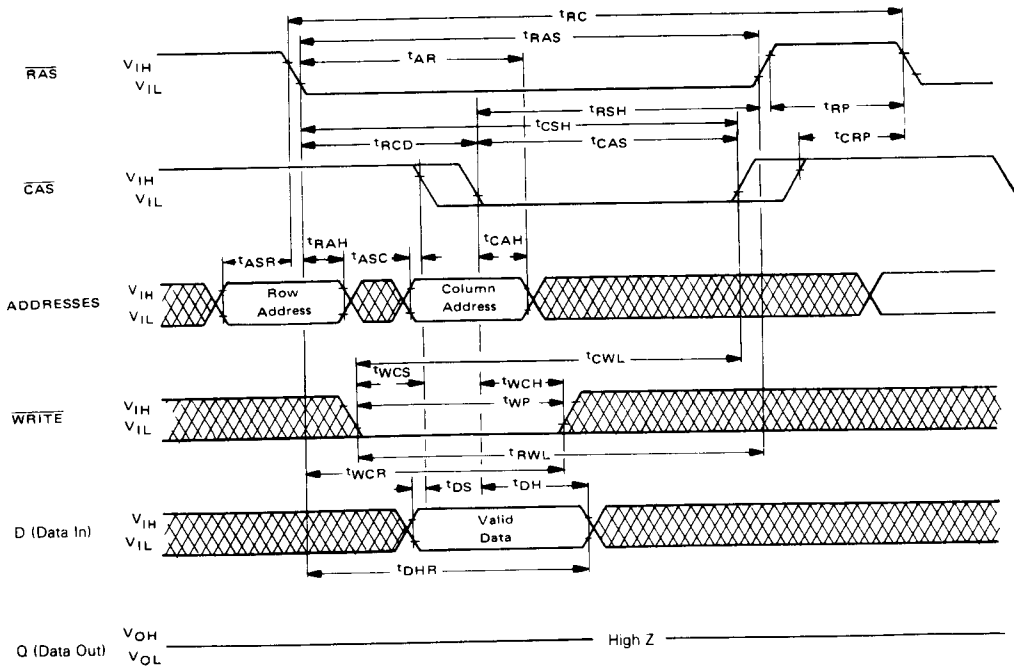 tRC
tRAS
tAR
RAS
VIH
VIL
tRSH
tRP
tCSH
tRCD
tCAS
tCRP
CAS
VIH
VIL
tRAH
tASR
tASC
tCAH
ADDRESSES
VIH
VIL
Row
Address
Column
Address
tCWL
tWCS
tWCH
tWP
WRITE
VIH
VIL
tRWL
tWCR
tDS
tDH
D (Data In)
VIH
VIL
Valid
Data
tDHR
Q (Data Out)
VOH
VOL
High Z